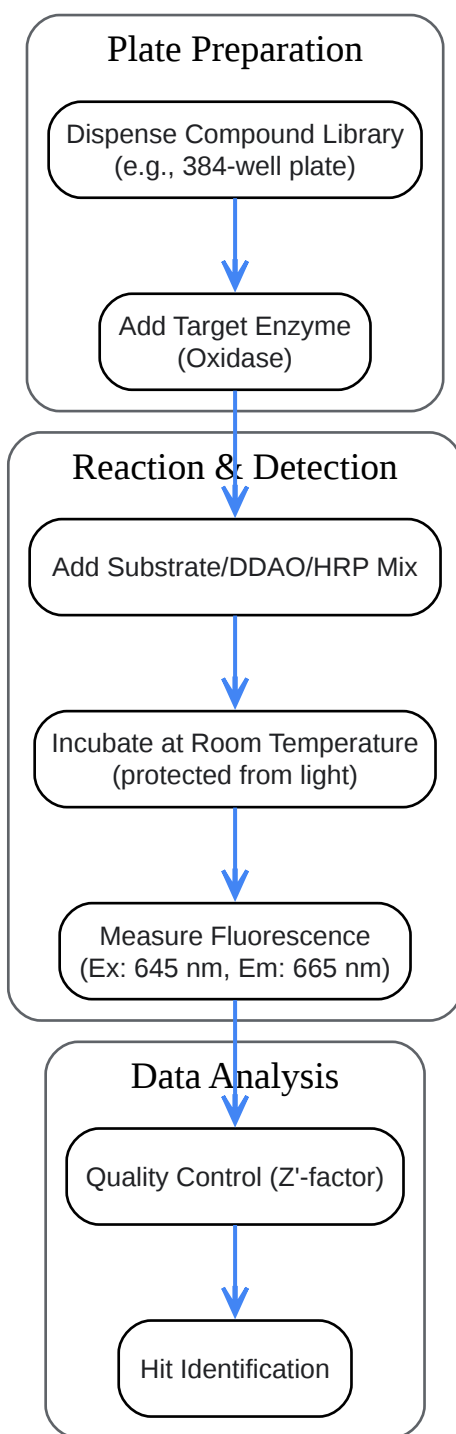 Plate Preparation
Dispense Compound Library
(e.g., 384-well plate)
Add Target Enzyme
(Oxidase)
Reaction & Detection
Add Substrate/DDAO/HRP Mix
Incubate at Room Temperature
(protected from light)
Measure Fluorescence
(Ex: 645 nm, Em: 665 nm)
Data Analysis
Quality Control (Z'-factor)
Hit Identification